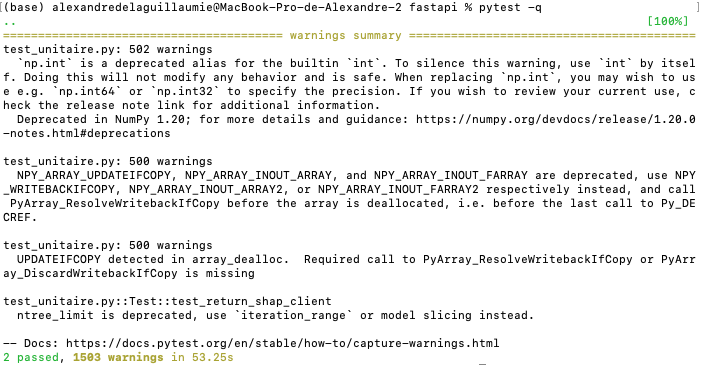 (base) alexandredelaguillaumie@MacBook-Pro-de-Alexandre-2 fastapi % pytest -q
.. [100%]
======================================== warnings summary =========================================
test_unitaire.py: 502 warnings
  `np.int` is a deprecated alias for the builtin `int`. To silence this warning, use `int` by itsel
f. Doing this will not modify any behavior and is safe. When replacing `np.int`, you may wish to us
e e.g. `np.int64` or `np.int32` to specify the precision. If you wish to review your current use, c
heck the release note link for additional information.
  Deprecated in NumPy 1.20; for more details and guidance: https://numpy.org/devdocs/release/1.20.0
-notes.html#deprecations
test_unitaire.py: 500 warnings
  NPY_ARRAY_UPDATEIFCOPY, NPY_ARRAY_INOUT_ARRAY, and NPY_ARRAY_INOUT_FARRAY are deprecated, use NPY
_WRITEBACKIFCOPY, NPY_ARRAY_INOUT_ARRAY2, or NPY_ARRAY_INOUT_FARRAY2 respectively instead, and call
 PyArray_ResolveWritebackIfCopy before the array is deallocated, i.e. before the last call to Py_DE
CREF.
test_unitaire.py: 500 warnings
  UPDATEIFCOPY detected in array_dealloc.  Required call to PyArray_ResolveWritebackIfCopy or PyArr
ay_DiscardWritebackIfCopy is missing
test_unitaire.py::Test::test_return_shap_client
  ntree_limit is deprecated, use `iteration_range` or model slicing instead.
-- Docs: https://docs.pytest.org/en/stable/how-to/capture-warnings.html
2 passed, 1503 warnings in 53.25s